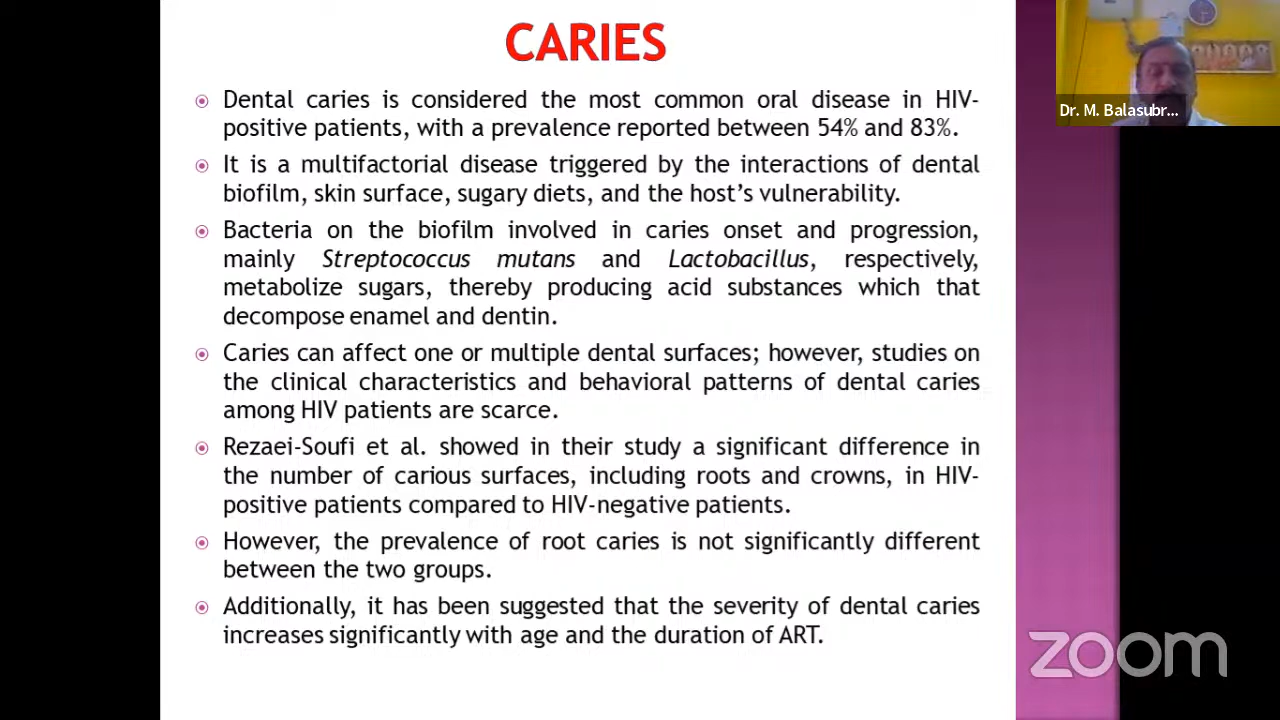 CARIES
Dental caries is considered the most common oral disease in HIV-
positive patients, with a prevalence reported between 54% and 83%.
It is a multifactorial disease triggered by the interactions of dental
biofilm, skin surface, sugary diets, and the host’s vulnerability.
Bacteria on the biofilm involved in caries onset and progression,
mainly Streptococcus mutans and Lactobacillus, respectively,
metabolize sugars, thereby producing acid substances which that
decompose enamel and dentin.
Caries can affect one or multiple dental surfaces; however, studies on
the clinical characteristics and behavioral patterns of dental caries
among HIV patients are scarce.
Rezaei-Soufi et al. showed in their study a significant difference in
the number of carious surfaces, including roots and crowns, in HIV-
positive patients compared to HIV-negative patients.
However, the prevalence of root caries is not significantly different
between the two groups.
Additionally, it has been suggested that the severity of dental caries
increases significantly with age and the duration of ART.
Dr. M. Balasubr...
zoom